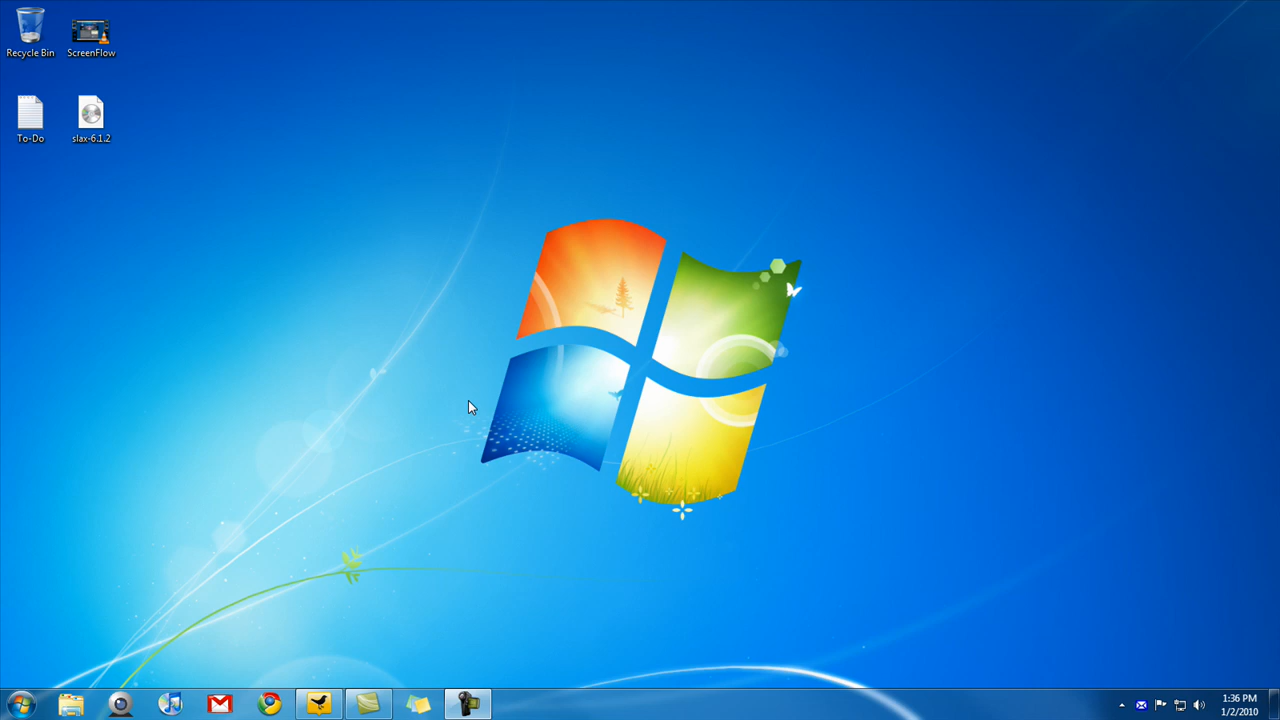 Recycle Bin
ScreenFlow
To-Do
slax-6.1.2
1:36 PM
1/2/2010